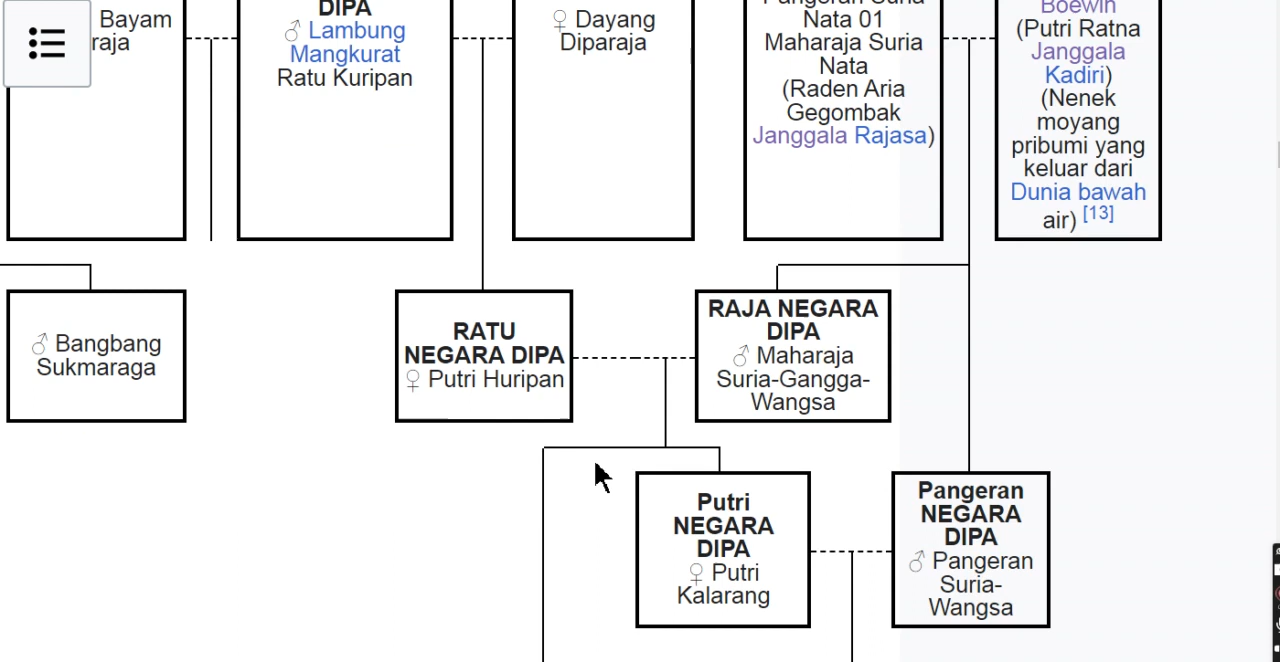 Bayam
raja
DIPA
♂ Lambung
Mangkurat
Ratu Kuripan
♀ Dayang
Diparaja
Pangeran Suria
Nata 01
Maharaja Suria
Nata
(Raden Aria
Gegombak
Janggala Rajasa)
Boewih
(Putri Ratna
Janggala
Kadiri)
(Nenek
moyang
pribumi yang
keluar dari
Dunia bawah
air) [13]
♂ Bangbang
Sukmaraga
RATU
NEGARA DIPA
♀ Putri Huripan
RAJA NEGARA
DIPA
♂ Maharaja
Suria-Gangga-
Wangsa
Putri
NEGARA
DIPA
♀ Putri
Kalarang
Pangeran
NEGARA
DIPA
♂ Pangeran
Suria-
Wangsa